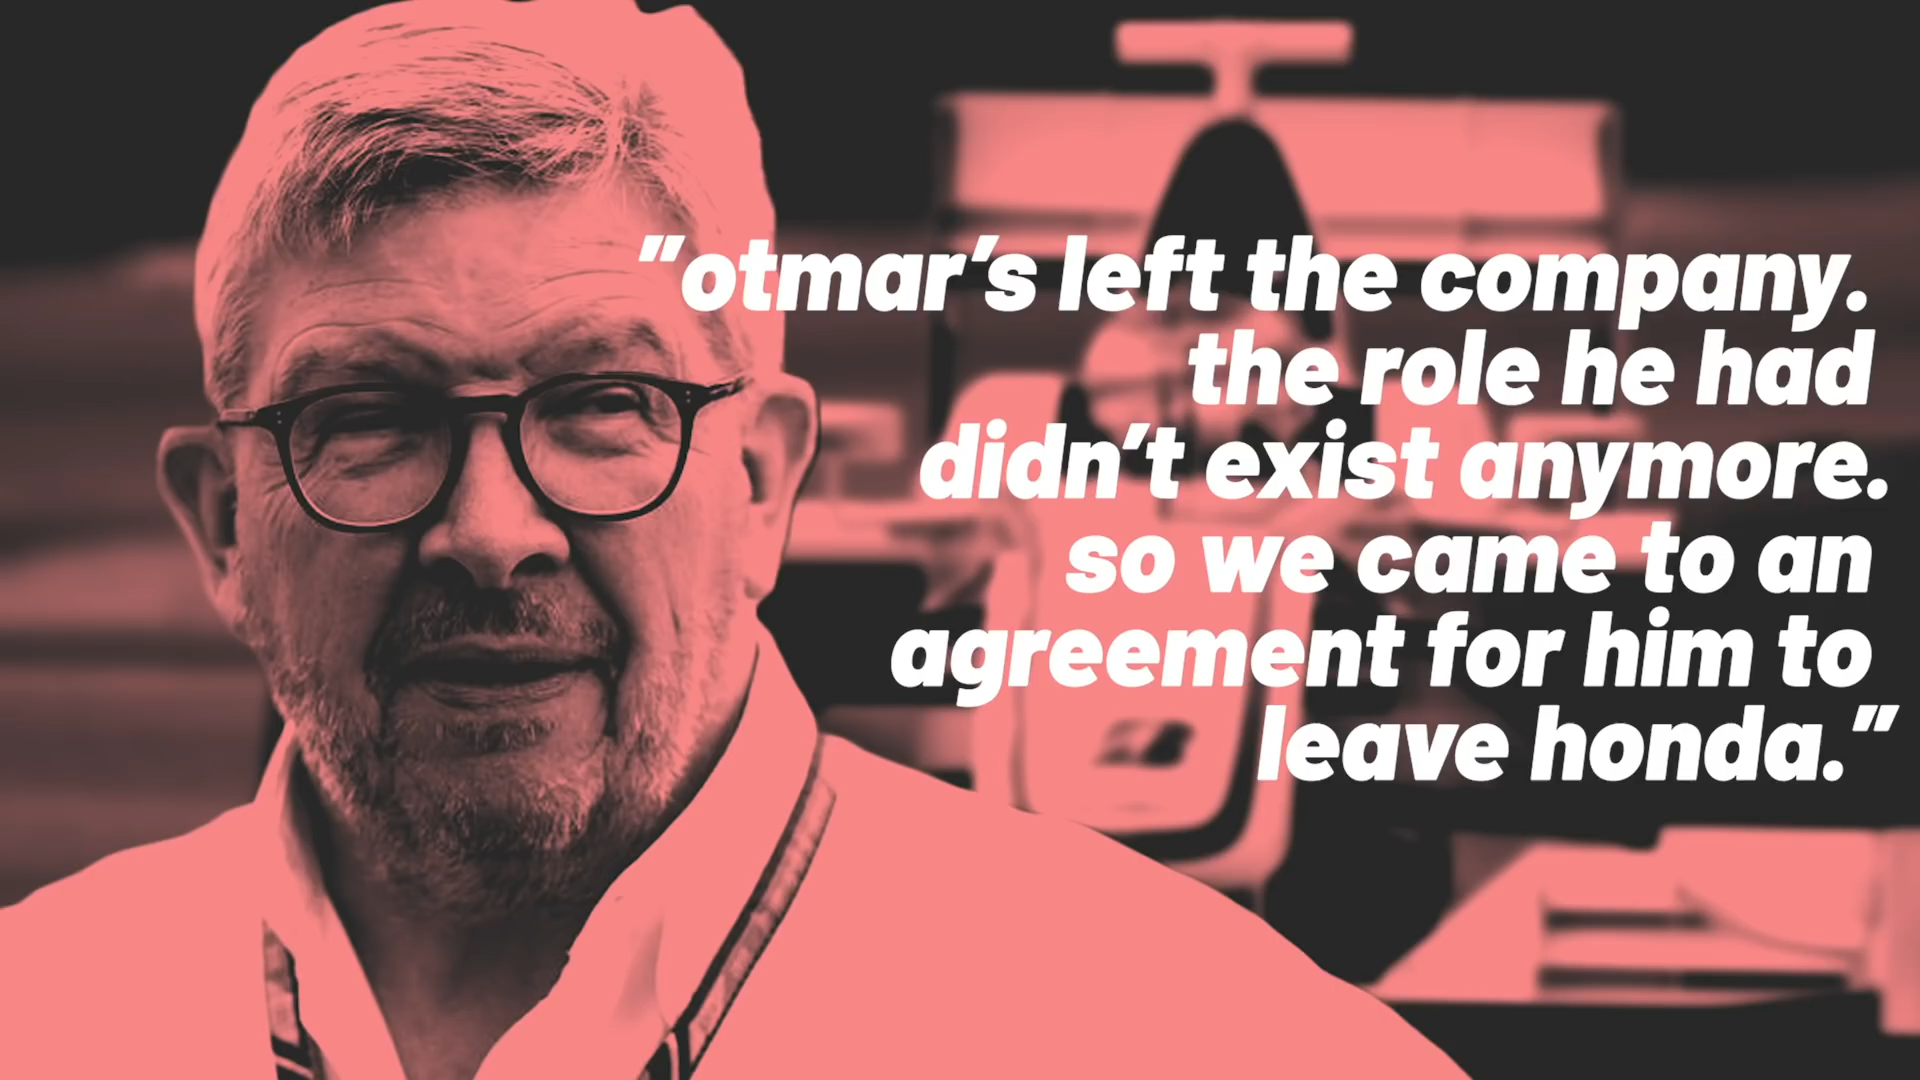 "otmar's left the company.
the role he had
didn't exist anymore.
so we came to an
agreement for him to
leave honda."